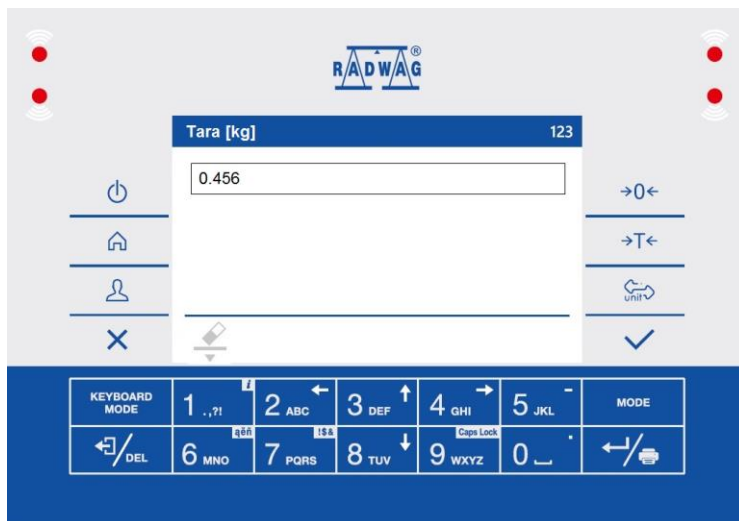 RADWAG®
Tara [kg] 123
0.456
→0←
→T←
unit
KEYBOARD MODE
1 .,?! i
2 ABC ←
3 DEF ↑
4 GHI →
5 JKL -
MODE
DEL
6 MNO ąëñ
7 PQRS !$&
8 TUV ↓
9 WXYZ Caps Lock
0 .